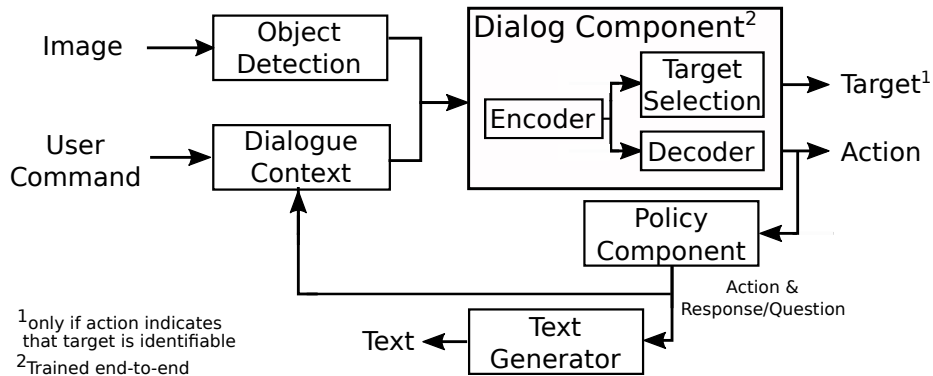 Image
Object
Detection
User
Command
Dialogue
Context
Dialog Component²
Encoder
Target
Selection
Decoder
Target¹
Action
Policy
Component
Action &
Response/Question
Text
Generator
Text
¹only if action indicates
that target is identifiable
²Trained end-to-end